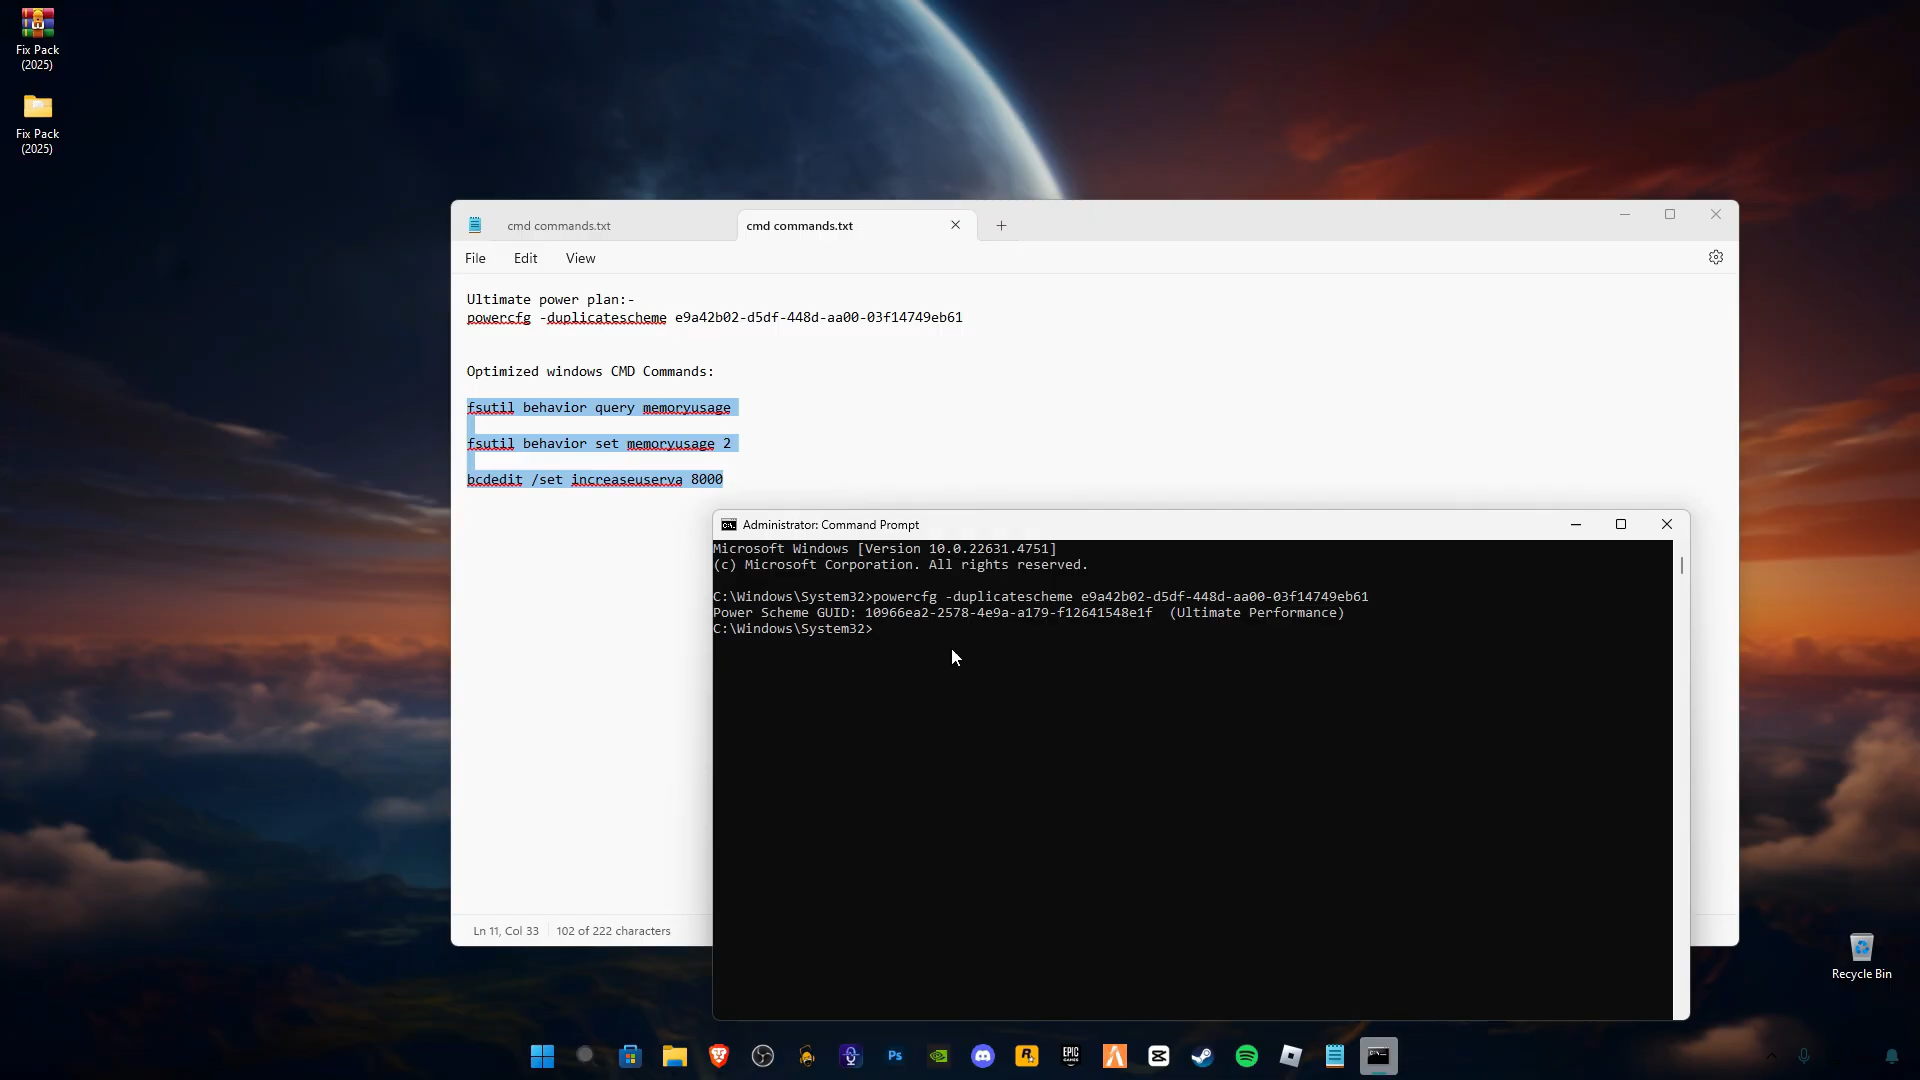 Fix Pack
(2025)
Fix Pack
(2025)
cmd commands.txt
cmd commands.txt
File Edit View
Ultimate power plan:-
powercfg -duplicatescheme e9a42b02-d5df-448d-aa00-03f14749eb61
Optimized windows CMD Commands:
fsutil behavior query memoryusage
fsutil behavior set memoryusage 2
bcdedit /set increaseuserva 8000
Administrator: Command Prompt
Microsoft Windows [Version 10.0.22631.4751]
(c) Microsoft Corporation. All rights reserved.
C:\Windows\System32>powercfg -duplicatescheme e9a42b02-d5df-448d-aa00-03f14749eb61
Power Scheme GUID: 10966ea2-2578-4e9a-a179-f12641548e1f  (Ultimate Performance)
C:\Windows\System32>
Ln 11, Col 33 102 of 222 characters
Recycle Bin
Ps
R
EPIC
GAMES